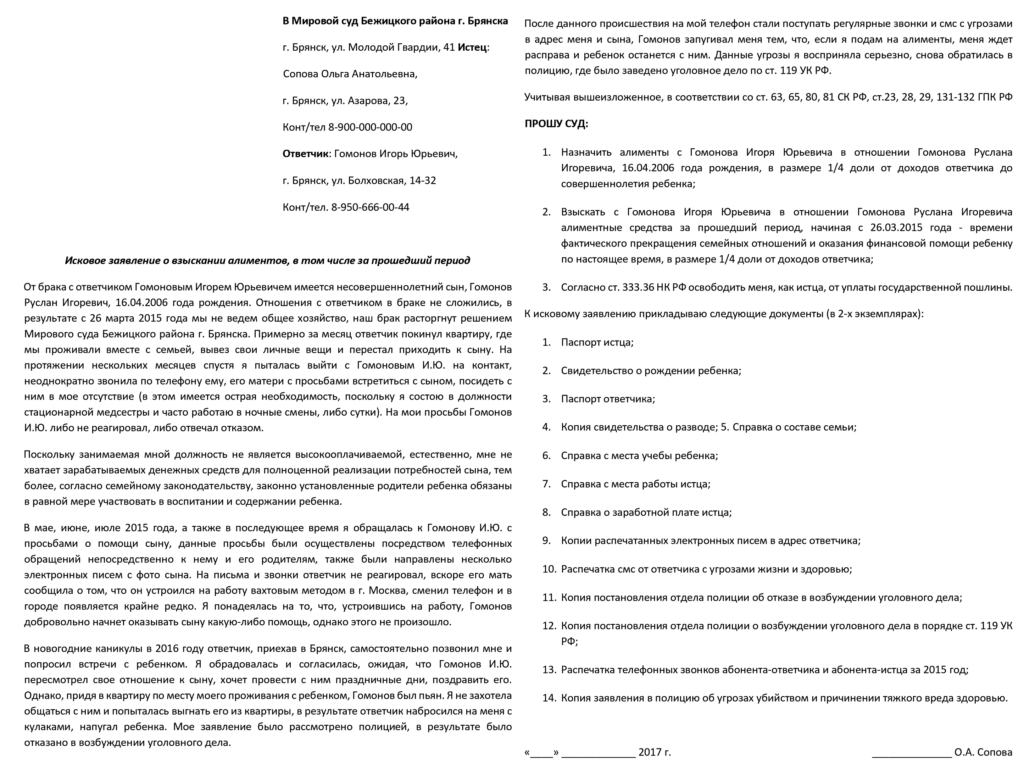 В Мировой суд Бежицкого района г. Брянска
г. Брянск, ул. Молодой Гвардии, 41 Истец:
Сопова Ольга Анатольевна,
г. Брянск, ул. Азарова, 23,
Конт/тел 8-900-000-000-00
Ответчик: Гомонов Игорь Юрьевич,
г. Брянск, ул. Болховская, 14-32
Конт/тел. 8-950-666-00-44
Исковое заявление о взыскании алиментов, в том числе за прошедший период
От брака с ответчиком Гомоновым Игорем Юрьевичем имеется несовершеннолетний сын, Гомонов
Руслан Игоревич, 16.04.2006 года рождения. Отношения с ответчиком в браке не сложились, в
результате с 26 марта 2015 года мы не ведем общее хозяйство, наш брак расторгнут решением
Мирового суда Бежицкого района г. Брянска. Примерно за месяц ответчик покинул квартиру, где
мы проживали вместе с семьей, вывез свои личные вещи и перестал приходить к сыну. На
протяжении нескольких месяцев спустя я пыталась выйти с Гомоновым И.Ю. на контакт,
неоднократно звонила по телефону ему, его матери с просьбами встретиться с сыном, посидеть с
ним в мое отсутствие (в этом имеется острая необходимость, поскольку я состою в должности
стационарной медсестры и часто работаю в ночные смены, либо сутки). На мои просьбы Гомонов
И.Ю. либо не реагировал, либо отвечал отказом.
Поскольку занимаемая мной должность не является высокооплачиваемой, естественно, мне не
хватает зарабатываемых денежных средств для полноценной реализации потребностей сына, тем
более, согласно семейному законодательству, законно установленные родители ребенка обязаны
в равной мере участвовать в воспитании и содержании ребенка.
В мае, июне, июле 2015 года, а также в последующее время я обращалась к Гомонову И.Ю. с
просьбами о помощи сыну, данные просьбы были осуществлены посредством телефонных
обращений непосредственно к нему и его родителям, также были направлены несколько
электронных писем с фото сына. На письма и звонки ответчик не реагировал, вскоре его мать
сообщила о том, что он устроился на работу вахтовым методом в г. Москва, сменил телефон и в
городе появляется крайне редко. Я понадеялась на то, что, устроившись на работу, Гомонов
добровольно начнет оказывать сыну какую-либо помощь, однако этого не произошло.
В новогодние каникулы в 2016 году ответчик, приехав в Брянск, самостоятельно позвонил мне и
попросил встречи с ребенком. Я обрадовалась и согласилась, ожидая, что Гомонов И.Ю.
пересмотрел свое отношение к сыну, хочет провести с ним праздничные дни, поздравить его.
Однако, придя в квартиру по месту моего проживания с ребенком, Гомонов был пьян. Я не захотела
общаться с ним и попыталась выгнать его из квартиры, в результате ответчик набросился на меня с
кулаками, напугал ребенка. Мое заявление было рассмотрено полицией, в результате было
отказано в возбуждении уголовного дела.
После данного происшествия на мой телефон стали поступать регулярные звонки и смс с угрозами
в адрес меня и сына, Гомонов запугивал меня тем, что, если я подам на алименты, меня ждет
расправа и ребенок останется с ним. Данные угрозы я восприняла серьезно, снова обратилась в
полицию, где было заведено уголовное дело по ст. 119 УК РФ.
Учитывая вышеизложенное, в соответствии со ст. 63, 65, 80, 81 СК РФ, ст.23, 28, 29, 131-132 ГПК РФ
ПРОШУ СУД:
1. Назначить алименты с Гомонова Игоря Юрьевича в отношении Гомонова Руслана
Игоревича, 16.04.2006 года рождения, в размере 1/4 доли от доходов ответчика до
совершеннолетия ребенка;
2. Взыскать с Гомонова Игоря Юрьевича в отношении Гомонова Руслана Игоревича
алиментные средства за прошедший период, начиная с 26.03.2015 года - времени
фактического прекращения семейных отношений и оказания финансовой помощи ребенку
по настоящее время, в размере 1/4 доли от доходов ответчика;
3. Согласно ст. 333.36 НК РФ освободить меня, как истца, от уплаты государственной пошлины.
К исковому заявлению прикладываю следующие документы (в 2-х экземплярах):
1. Паспорт истца;
2. Свидетельство о рождении ребенка;
3. Паспорт ответчика;
4. Копия свидетельства о разводе; 5. Справка о составе семьи;
6. Справка с места учебы ребенка;
7. Справка с места работы истца;
8. Справка о заработной плате истца;
9. Копии распечатанных электронных писем в адрес ответчика;
10. Распечатка смс от ответчика с угрозами жизни и здоровью;
11. Копия постановления отдела полиции об отказе в возбуждении уголовного дела;
12. Копия постановления отдела полиции о возбуждении уголовного дела в порядке ст. 119 УК
РФ;
13. Распечатка телефонных звонков абонента-ответчика и абонента-истца за 2015 год;
14. Копия заявления в полицию об угрозах убийством и причинении тяжкого вреда здоровью.
«____» _____________ 2017 г. ______________ О.А. Сопова